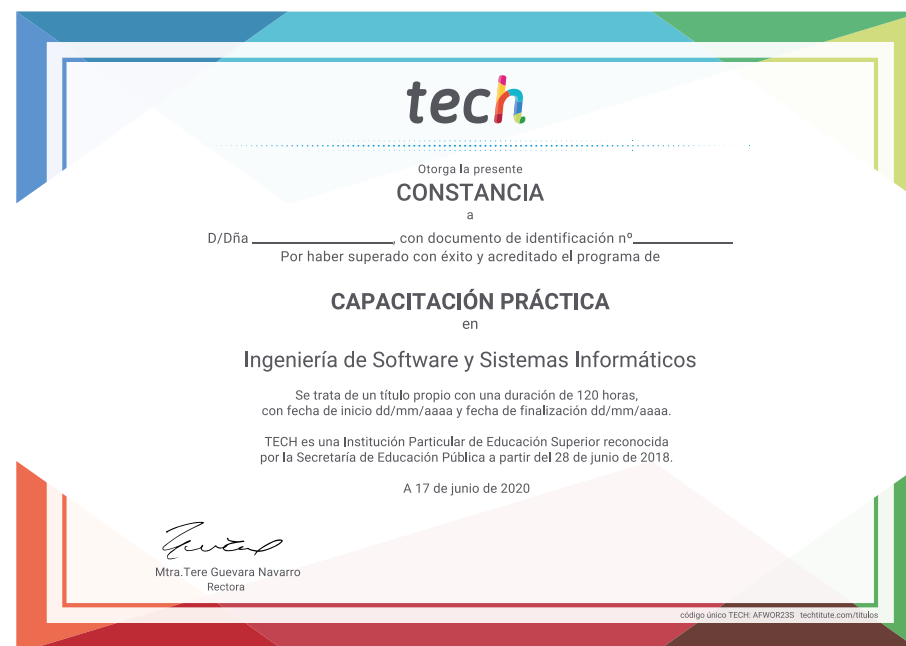 tech
Otorga la presente
CONSTANCIA
a
D/Dña ____________________, con documento de identificación nº______________
Por haber superado con éxito y acreditado el programa de
CAPACITACIÓN PRÁCTICA
en
Ingeniería de Software y Sistemas Informáticos
Se trata de un título propio con una duración de 120 horas,
con fecha de inicio dd/mm/aaaa y fecha de finalización dd/mm/aaaa.
TECH es una Institución Particular de Educación Superior reconocida
por la Secretaría de Educación Pública a partir del 28 de junio de 2018.
A 17 de junio de 2020
Mtra.Tere Guevara Navarro
Rectora
código único TECH: AFWOR23S techtitute.com/titulos